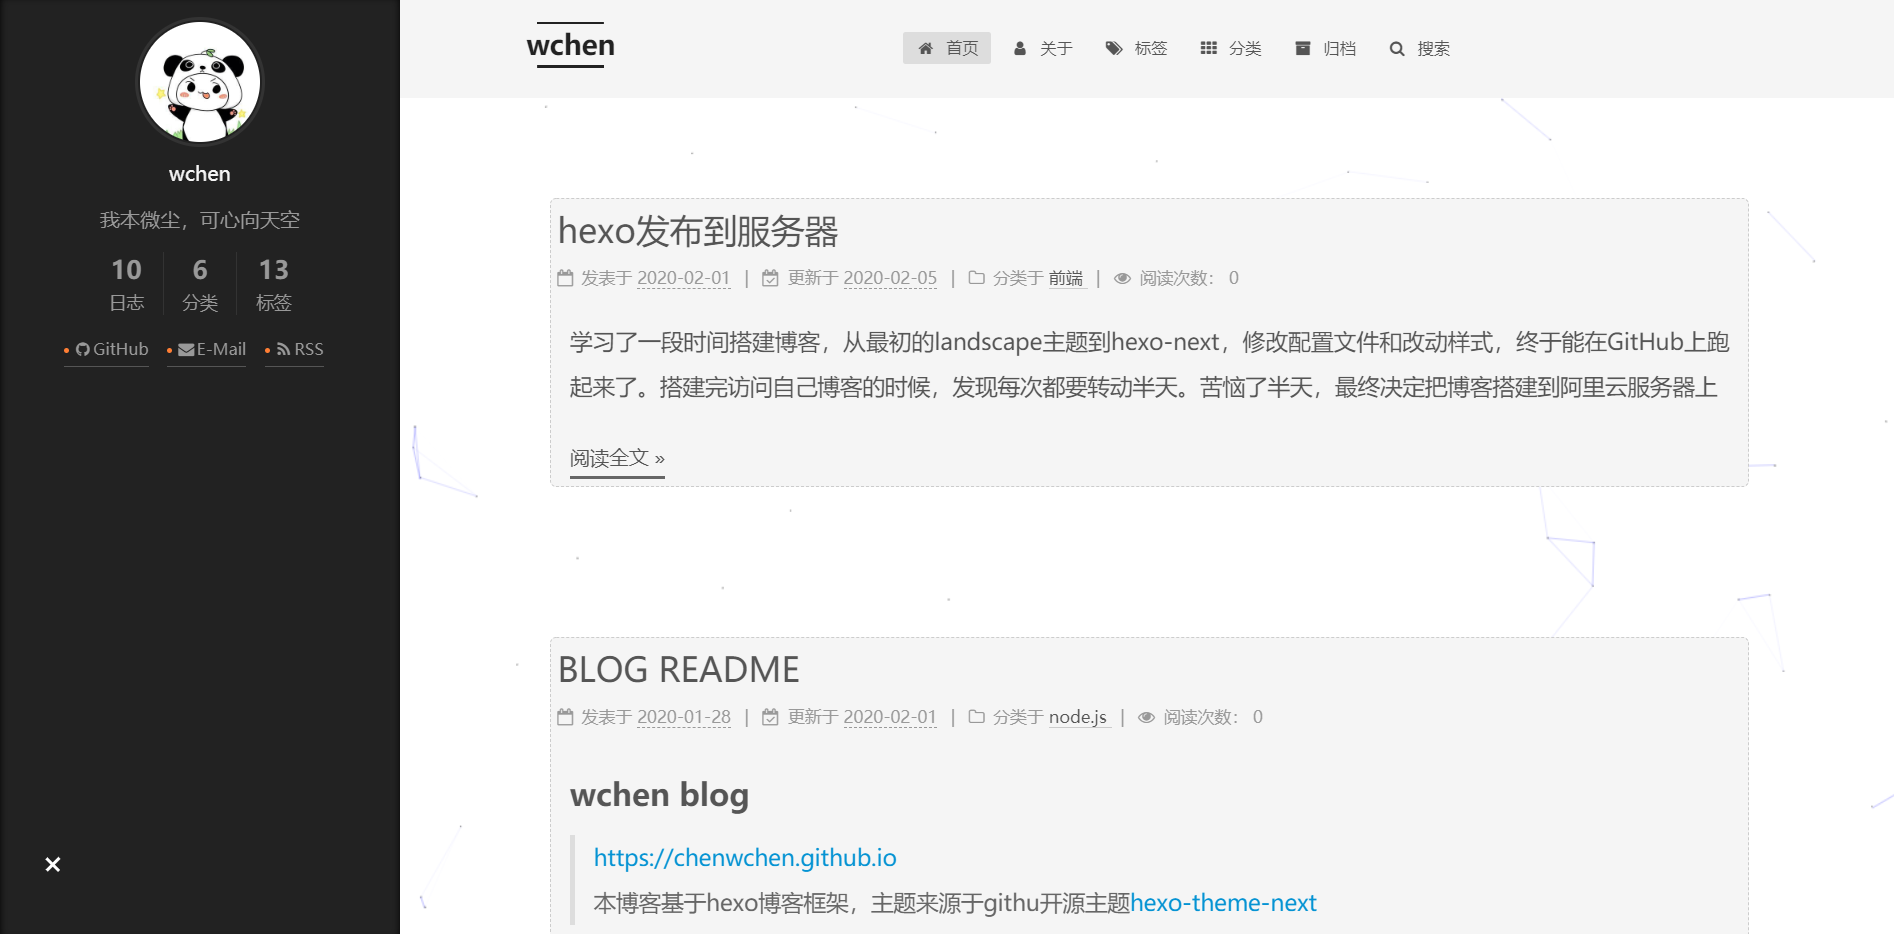 wchen
我本微尘，可心向天空
10 6 13
日志 分类 标签
GitHub E-Mail RSS
wchen
首页 关于 标签 分类 归档 搜索
hexo发布到服务器
发表于 2020-02-01 | 更新于 2020-02-05 | 分类于 前端 | 阅读次数： 0
学习了一段时间搭建博客，从最初的landscape主题到hexo-next，修改配置文件和改动样式，终于能在GitHub上跑
起来了。搭建完访问自己博客的时候，发现每次都要转动半天。苦恼了半天，最终决定把博客搭建到阿里云服务器上
阅读全文 »
BLOG README
发表于 2020-01-28 | 更新于 2020-02-01 | 分类于 node.js | 阅读次数： 0
wchen blog
https://chenwchen.github.io
本博客基于hexo博客框架，主题来源于githu开源主题hexo-theme-next